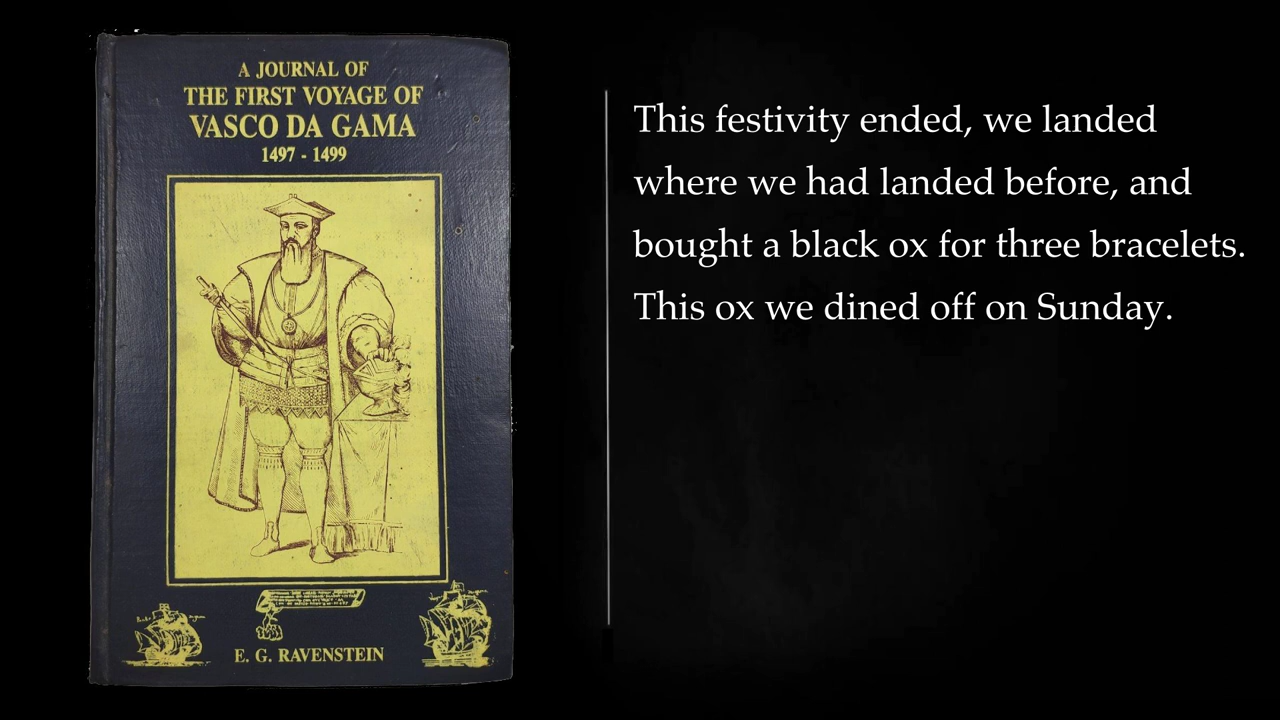 A JOURNAL OF
THE FIRST VOYAGE OF
VASCO DA GAMA
1497 - 1499
E. G. RAVENSTEIN
This festivity ended, we landed
where we had landed before, and
bought a black ox for three bracelets.
This ox we dined off on Sunday.